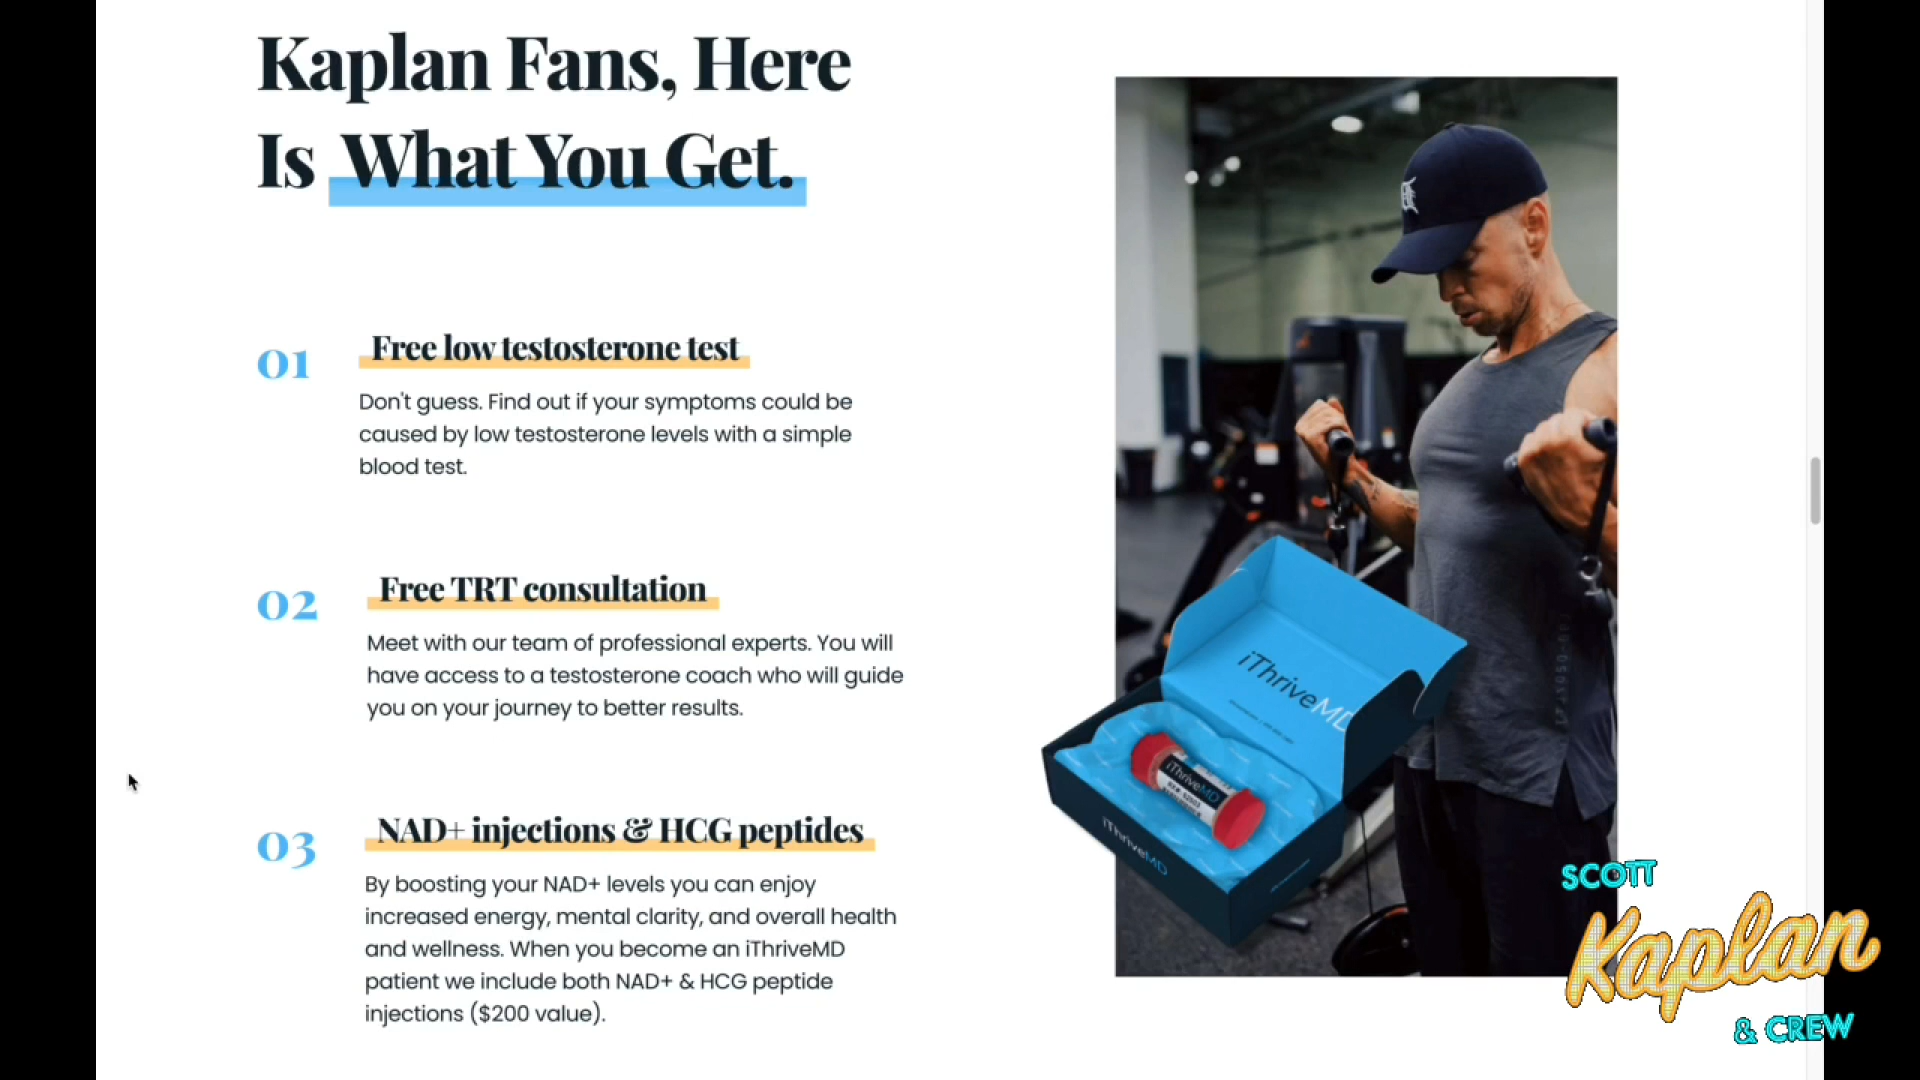 Kaplan Fans, Here
Is What You Get.
01
Free low testosterone test
Don't guess. Find out if your symptoms could be
caused by low testosterone levels with a simple
blood test.
02
Free TRT consultation
Meet with our team of professional experts. You will
have access to a testosterone coach who will guide
you on your journey to better results.
03
NAD+ injections & HCG peptides
By boosting your NAD+ levels you can enjoy
increased energy, mental clarity, and overall health
and wellness. When you become an iThriveMD
patient we include both NAD+ & HCG peptide
injections ($200 value).
iThriveMD
iThriveMD
iThriveMD
SCOTT
Kaplan
& CREW